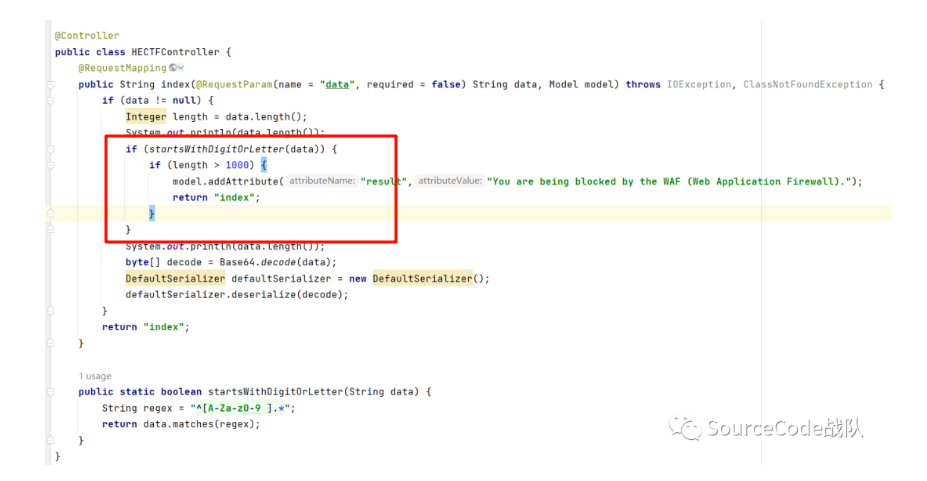 @Controller
public class HECTFController {
@RequestMapping
public String index(@RequestParam(name = "data", required = false) String data, Model model) throws IOException, ClassNotFoundException {
if (data != null) {
Integer length = data.length();
System.out.println(data.length());
if (startsWithDigitOrLetter(data)) {
if (length > 1000) {
model.addAttribute( attributeName: "result", attributeValue: "You are being blocked by the WAF (Web Application Firewall).");
return "index";
}
}
System.out.println(data.length());
byte[] decode = Base64.decode(data);
DefaultSerializer defaultSerializer = new DefaultSerializer();
defaultSerializer.deserialize(decode);
}
return "index";
}
1 usage
public static boolean startsWithDigitOrLetter(String data) {
String regex = "^[A-Za-z0-9 ].*";
return data.matches(regex);
}
}
SourceCode战队